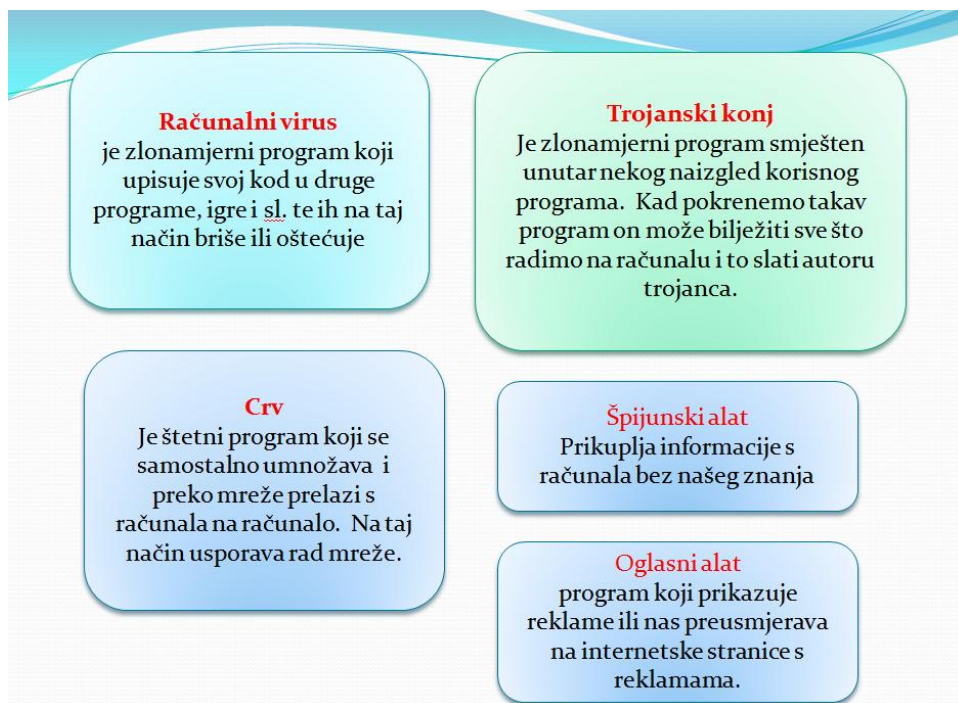 Računalni virus
je zlonamjerni program koji
upisuje svoj kod u druge
programe, igre i sl. te ih na taj
način briše ili oštećuje
Trojanski konj
Je zlonamjerni program smješten
unutar nekog naizgled korisnog
programa. Kad pokrenemo takav
program on može bilježiti sve što
radimo na računalu i to slati autoru
trojanca.
Crv
Je štetni program koji se
samostalno umnožava i
preko mreže prelazi s
računala na računalo. Na taj
način usporava rad mreže.
Špijunski alat
Prikuplja informacije s
računala bez našeg znanja
Oglasni alat
program koji prikazuje
reklame ili nas preusmjerava
na internetske stranice s
reklamama.